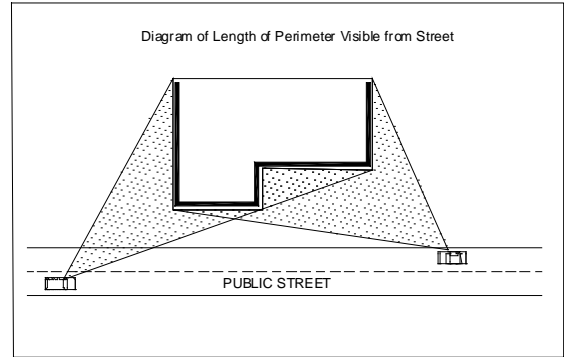 Diagram of Length of Perimeter Visible from Street
PUBLIC STREET